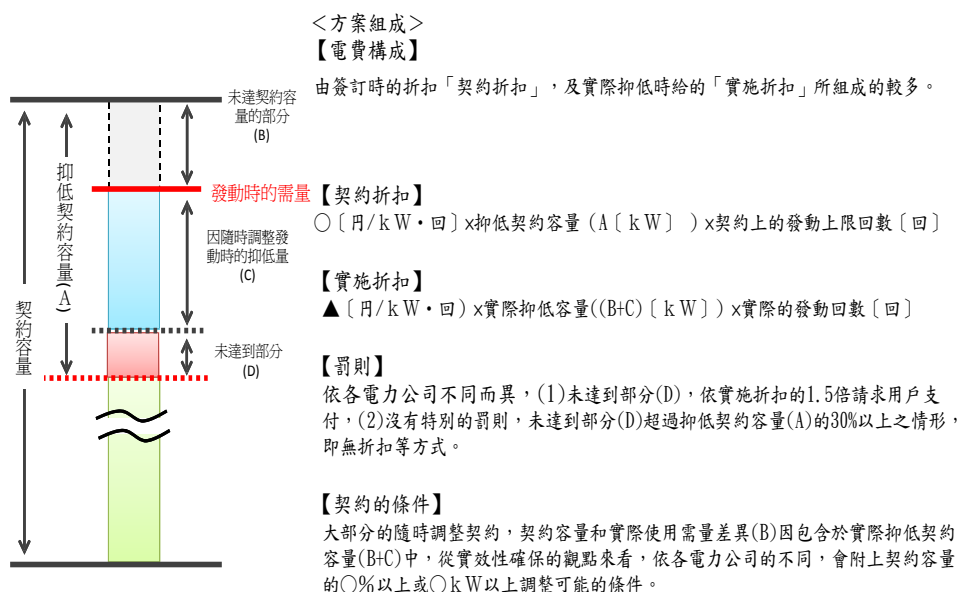 <方案組成>
【電費構成】
由簽訂時的折扣「契約折扣」，及實際抑低時給的「實施折扣」所組成的較多。
未達契約容
量的部分
(B)
抑低契約容量(A)
契約容量
發動時的需量
因隨時調整發
動時的抑低量
(C)
未達到部分
(D)
【契約折扣】
○〔円/kW・回〕x抑低契約容量 (A〔kW〕 ) x契約上的發動上限回數〔回〕
【實施折扣】
▲〔円/kW・回) x實際抑低容量((B+C)〔kW〕) x實際的發動回數〔回〕
【罰則】
依各電力公司不同而異，(1)未達到部分(D)，依實施折扣的1.5倍請求用戶支
付，(2)沒有特別的罰則，未達到部分(D)超過抑低契約容量(A)的30%以上之情形，
即無折扣等方式。
【契約的條件】
大部分的隨時調整契約，契約容量和實際使用需量差異(B)因包含於實際抑低契約
容量(B+C)中，從實效性確保的觀點來看，依各電力公司的不同，會附上契約容量
的○%以上或○kW以上調整可能的條件。